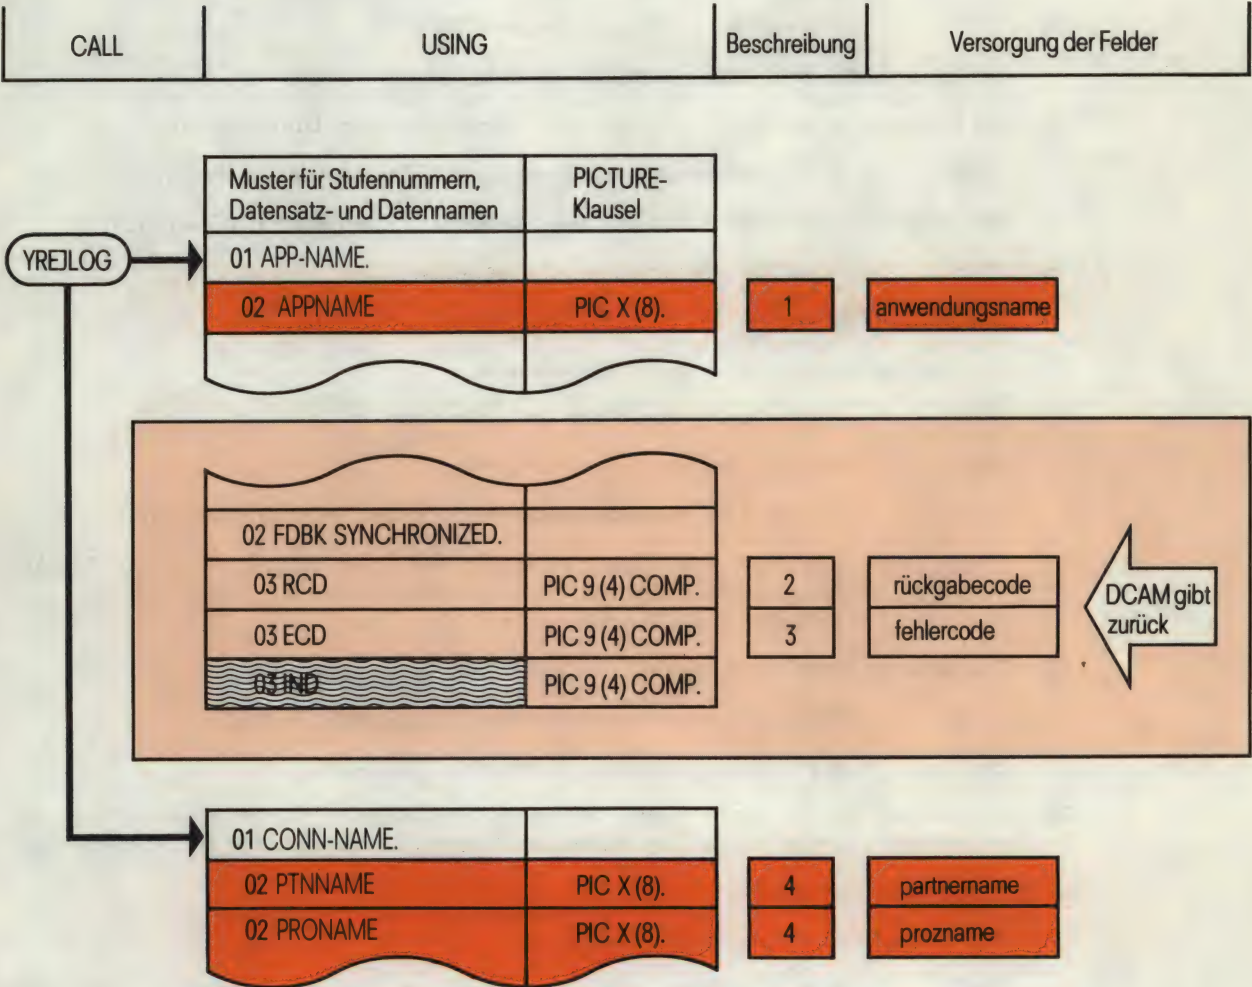 CALL USING Beschreibung Versorgung der Felder
Muster für Stufennummern, PICTURE-
Datensatz- und Datennamen Klausel
YREJLOG 01 APP-NAME.
02 APPNAME PIC X (8). 1 anwendungsname
02 FDBK SYNCHRONIZED.
03 RCD PIC 9 (4) COMP. 2 rückgabecode DCAM gibt
03 ECD PIC 9 (4) COMP. 3 fehlercode zurück
03 IND PIC 9 (4) COMP.
01 CONN-NAME.
02 PTNNAME PIC X (8). 4 partnername
02 PRONAME PIC X (8). 4 prozname